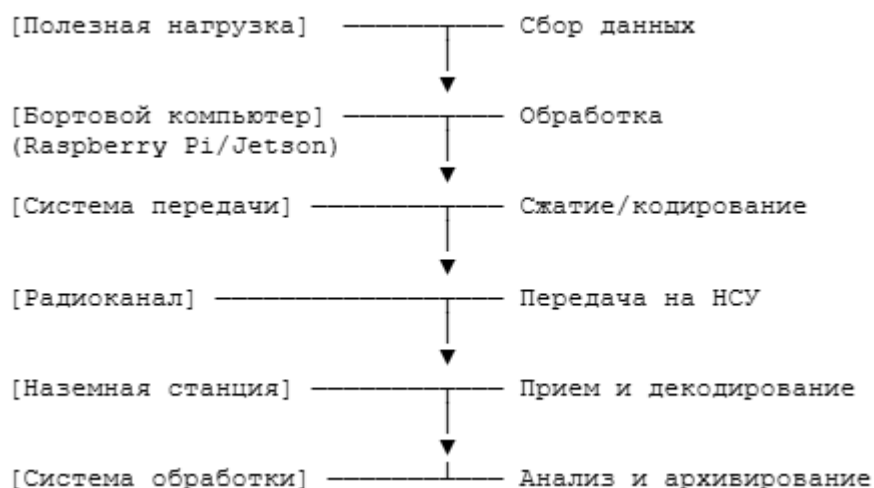 [Полезная нагрузка] Сбор данных
[Бортовой компьютер] Обработка
(Raspberry Pi/Jetson)
[Система передачи] Сжатие/кодирование
[Радиоканал] Передача на НСУ
[Наземная станция] Прием и декодирование
[Система обработки] Анализ и архивирование